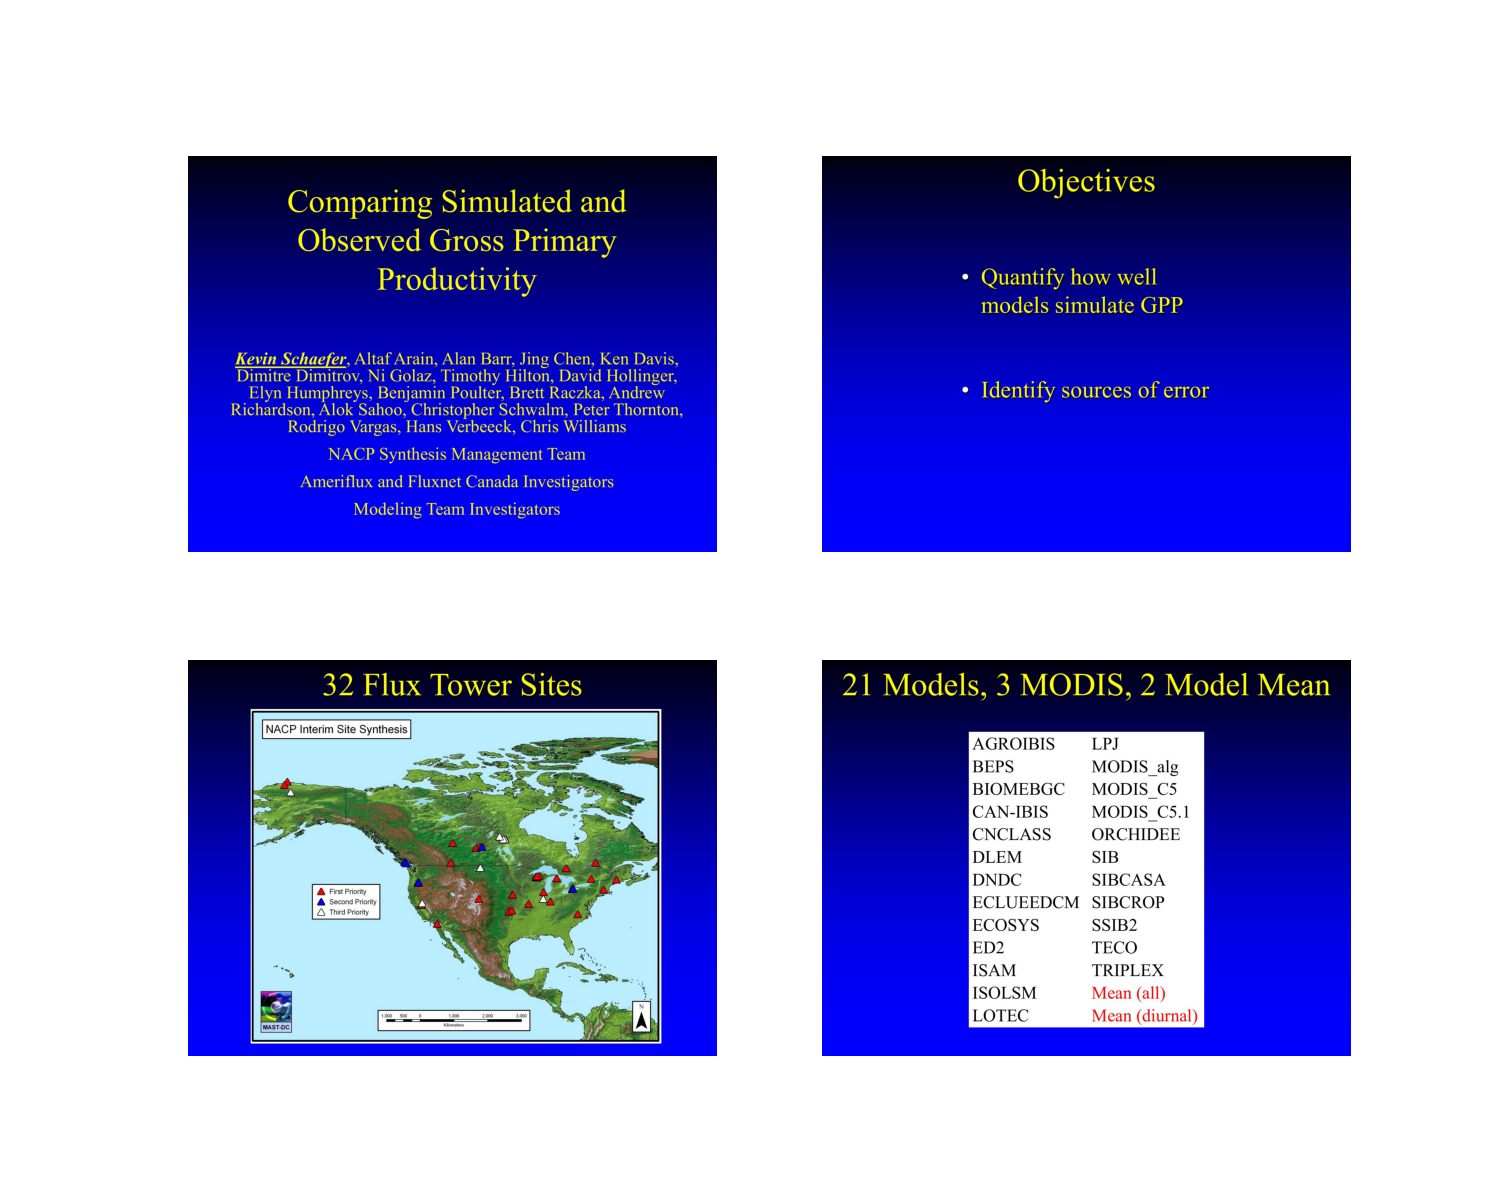 Comparing Simulated and
Observed Gross Primary
Productivity
Kevin Schaefer, Altaf Arain, Alan Barr, Jing Chen, Ken Davis,
Dimitre Dimitrov, Ni Golaz, Timothy Hilton, David Hollinger,
Elyn Humphreys, Benjamin Poulter, Brett Raczka, Andrew
Richardson, Alok Sahoo, Christopher Schwalm, Peter Thornton,
Rodrigo Vargas, Hans Verbeeck, Chris Williams
NACP Synthesis Management Team
Ameriflux and Fluxnet Canada Investigators
Modeling Team Investigators
Objectives
• Quantify how well
models simulate GPP
• Identify sources of error
32 Flux Tower Sites
NACP Interim Site Synthesis
First Priority
Second Priority
Third Priority
MAST-DC
1,000 500 0 1,000 2,000 3,000
Kilometers
N
21 Models, 3 MODIS, 2 Model Mean
AGROIBIS LPJ
BEPS MODIS_alg
BIOMEBGC MODIS_C5
CAN-IBIS MODIS_C5.1
CNCLASS ORCHIDEE
DLEM SIB
DNDC SIBCASA
ECLUEEDCM SIBCROP
ECOSYS SSIB2
ED2 TECO
ISAM TRIPLEX
ISOLSM Mean (all)
LOTEC Mean (diurnal)